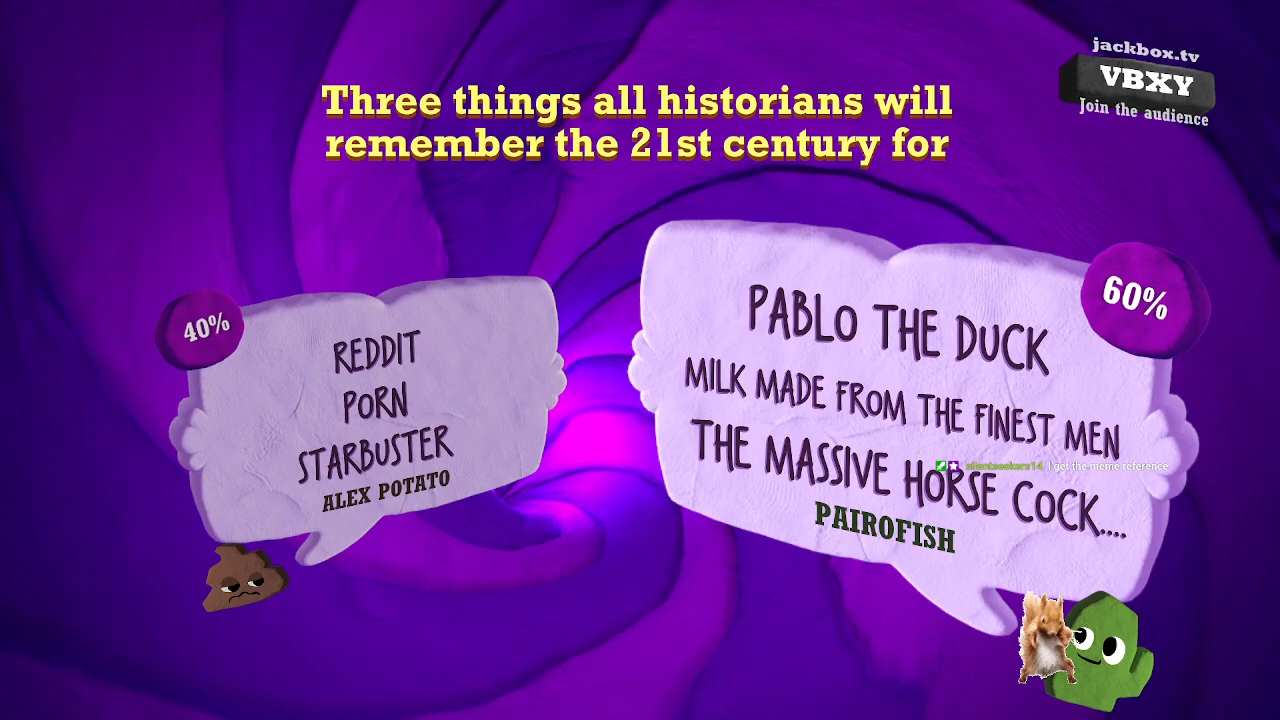 jackbox.tv
VBXY
Join the audience
Three things all historians will
remember the 21st century for
40%
REDDIT
PORN
STARBUSTER
ALEX POTATO
60%
PABLO THE DUCK
MILK MADE FROM THE FINEST MEN
THE MASSIVE HORSE COCK....
silentseekers14 I get the meme reference
PAIROFISH